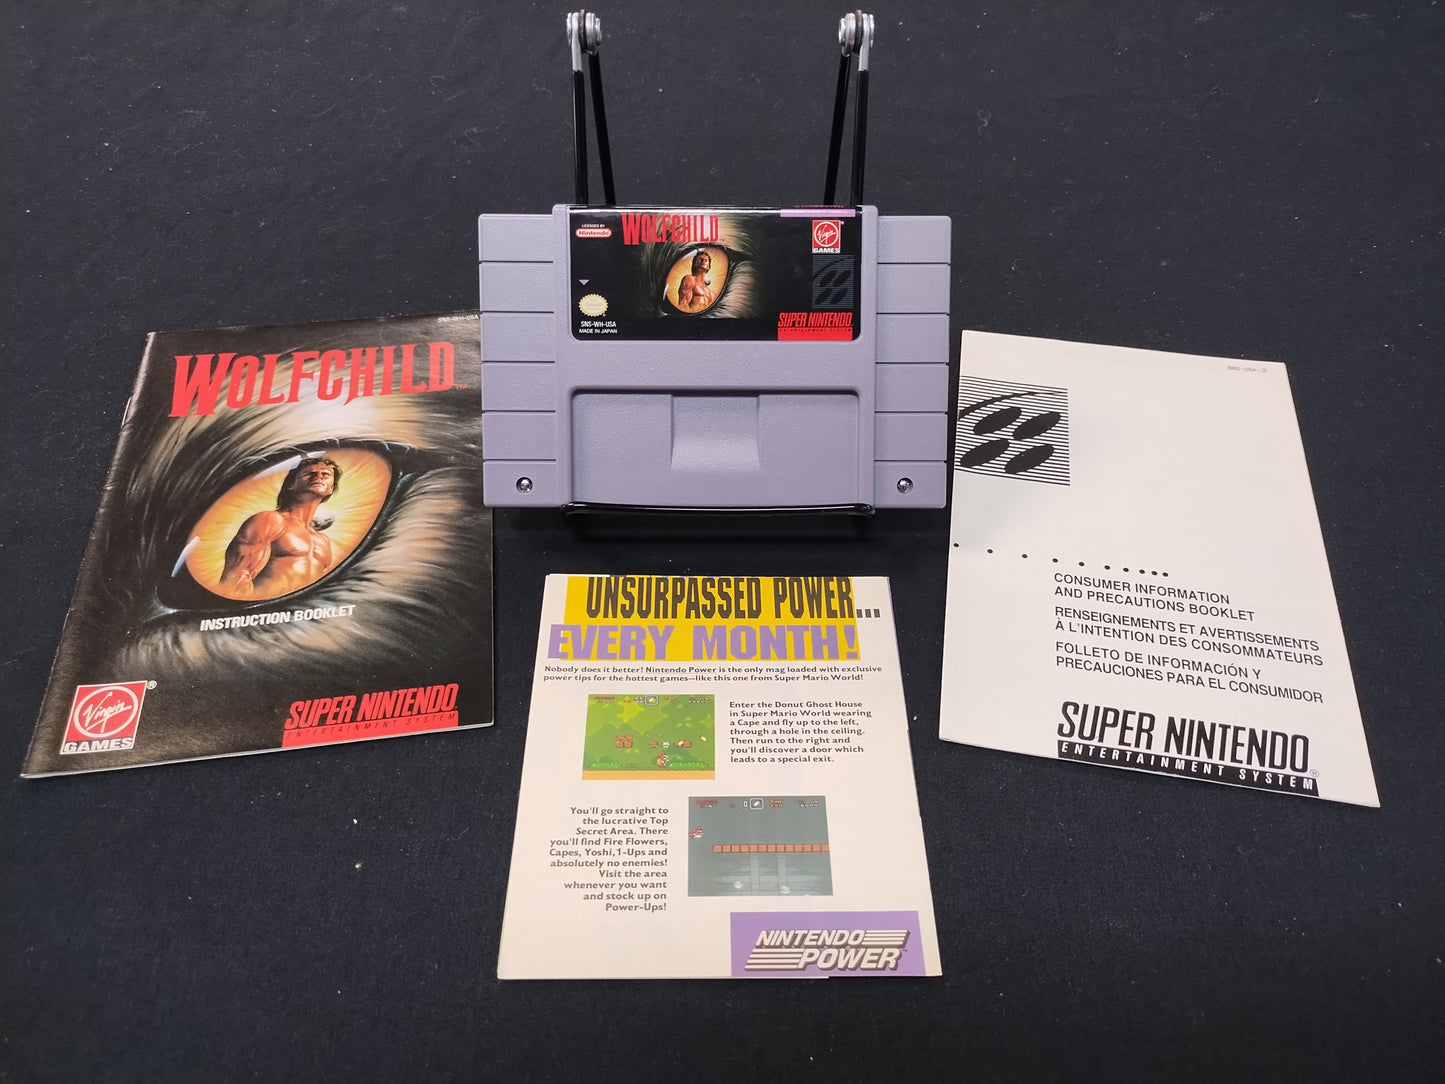 LICENSED BY
Nintendo
WOLFCHILD
Virgin
GAMES
SNS-WH-USA
MADE IN JAPAN
SUPER NINTENDO
ENTERTAINMENT SYSTEM
SNS-WH-USA
WOLFCHILD™
INSTRUCTION BOOKLET
Virgin®
GAMES
SUPER NINTENDO
ENTERTAINMENT SYSTEM
UNSURPASSED POWER...
EVERY MONTH!
Nobody does it better! Nintendo Power is the only mag loaded with exclusive
power tips for the hottest games—like this one from Super Mario World!
Enter the Donut Ghost House
in Super Mario World wearing
a Cape and fly up to the left,
through a hole in the ceiling.
Then run to the right and
you'll discover a door which
leads to a special exit.
You'll go straight to
the lucrative Top
Secret Area. There
you'll find Fire Flowers,
Capes, Yoshi, 1-Ups and
absolutely no enemies!
Visit the area
whenever you want
and stock up on
Power-Ups!
NINTENDO
POWER™
SNS-USA-3
CONSUMER INFORMATION
AND PRECAUTIONS BOOKLET
RENSEIGNEMENTS ET AVERTISSEMENTS
À L'INTENTION DES CONSOMMATEURS
FOLLETO DE INFORMACIÓN Y
PRECAUCIONES PARA EL CONSUMIDOR
SUPER NINTENDO®
ENTERTAINMENT SYSTEM